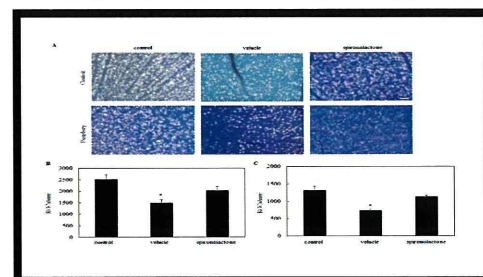 A
control
vehicle
spironolactone
Central
Periphery
B
3000
2500
2000
1500
1000
500
0
*
control
vehicle
spironolactone
C
1500
1000
500
0
*
control
vehicle
spironolactone